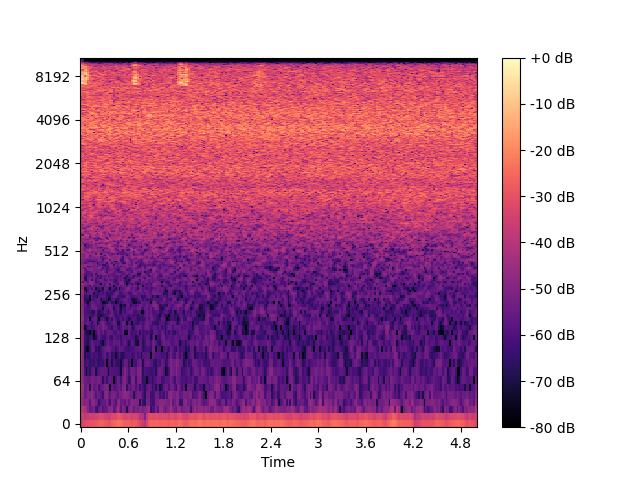 8192
4096
2048
1024
512
256
128
64
0
Hz
0 0.6 1.2 1.8 2.4 3 3.6 4.2 4.8
Time
+0 dB
-10 dB
-20 dB
-30 dB
-40 dB
-50 dB
-60 dB
-70 dB
-80 dB